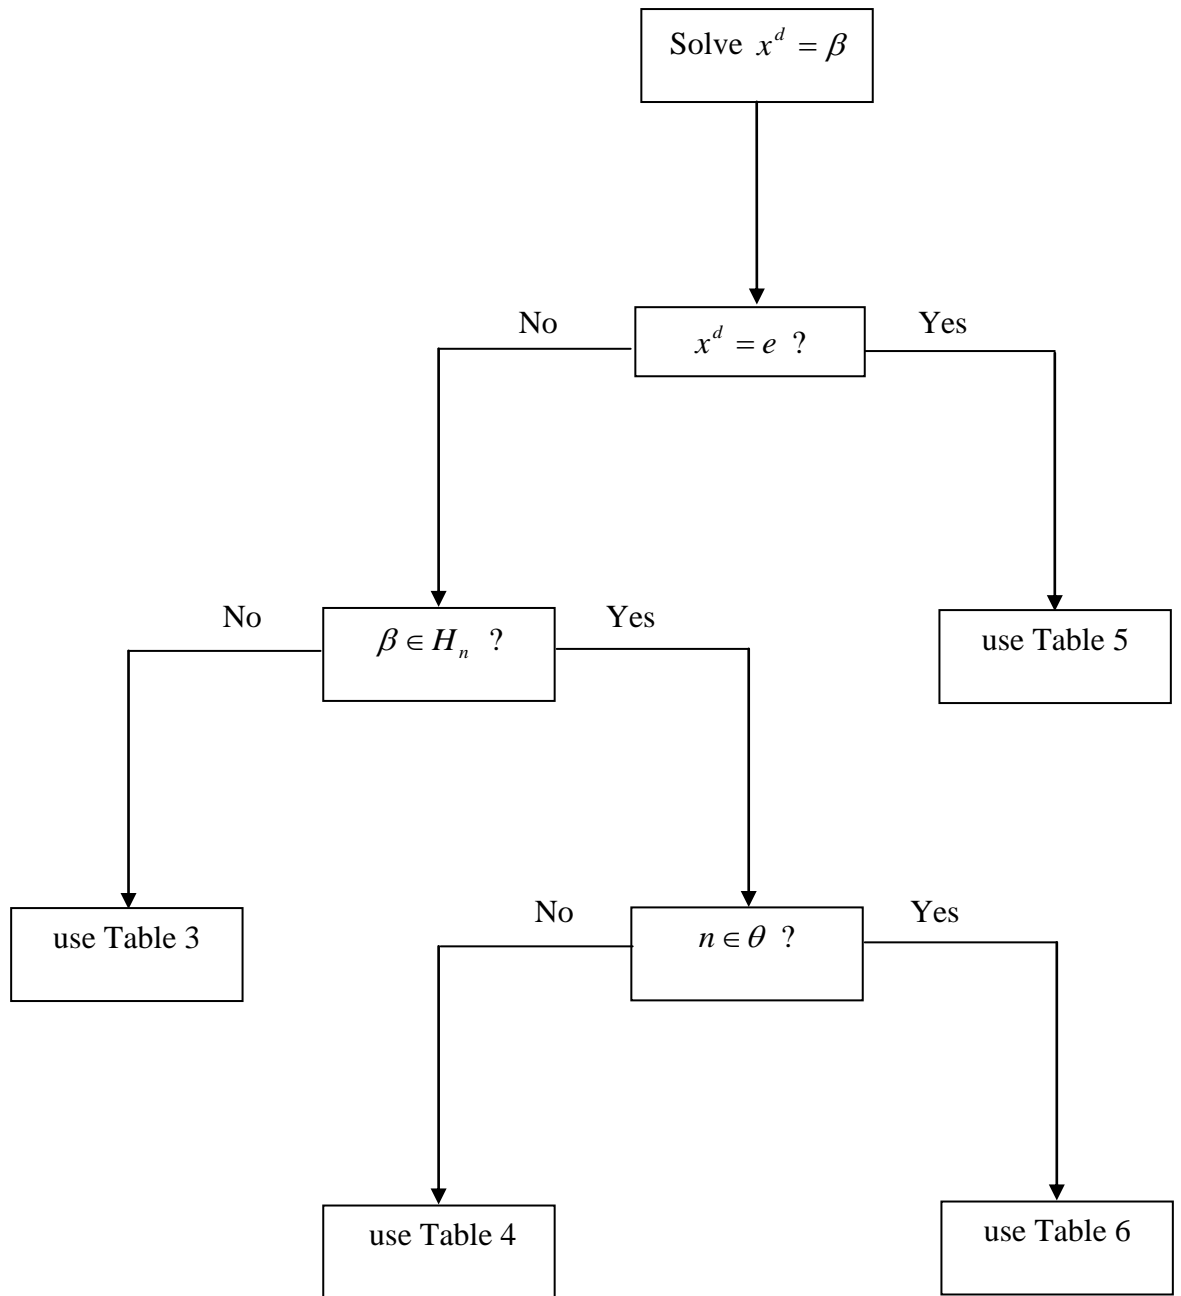 Solve x^d = β
No
x^d = e ?
Yes
No
β ∈ H_n ?
Yes
use Table 5
use Table 3
No
n ∈ θ ?
Yes
use Table 4
use Table 6